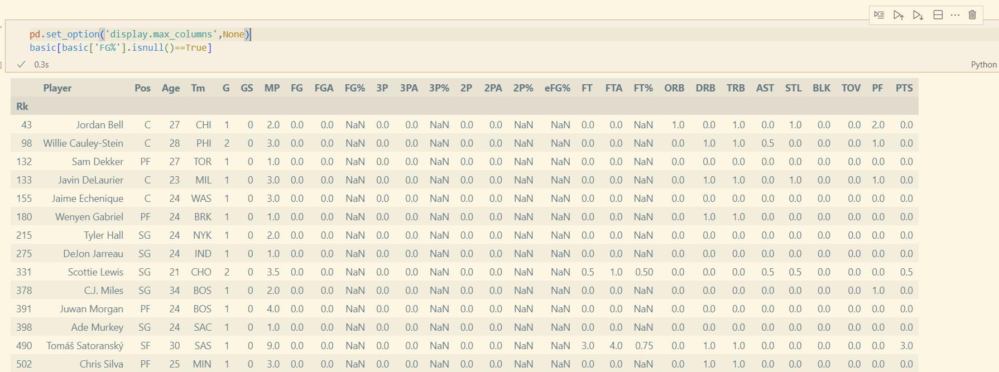 pd.set_option('display.max_columns',None)
basic[basic['FG%'].isnull()==True]
0.3s
Python
Player Pos Age Tm G GS MP FG FGA FG% 3P 3PA 3P% 2P 2PA 2P% eFG% FT FTA FT% ORB DRB TRB AST STL BLK TOV PF PTS
Rk
43 Jordan Bell C 27 CHI 1 0 2.0 0.0 0.0 NaN 0.0 0.0 NaN 0.0 0.0 NaN NaN 0.0 0.0 NaN 1.0 0.0 1.0 0.0 1.0 0.0 0.0 2.0 0.0
98 Willie Cauley-Stein C 28 PHI 2 0 3.0 0.0 0.0 NaN 0.0 0.0 NaN 0.0 0.0 NaN NaN 0.0 0.0 NaN 0.0 1.0 1.0 0.5 0.0 0.0 0.0 1.0 0.0
132 Sam Dekker PF 27 TOR 1 0 1.0 0.0 0.0 NaN 0.0 0.0 NaN 0.0 0.0 NaN NaN 0.0 0.0 NaN 0.0 0.0 0.0 0.0 0.0 0.0 0.0 0.0 0.0
133 Javin DeLaurier C 23 MIL 1 0 3.0 0.0 0.0 NaN 0.0 0.0 NaN 0.0 0.0 NaN NaN 0.0 0.0 NaN 0.0 1.0 1.0 0.0 1.0 0.0 0.0 1.0 0.0
155 Jaime Echenique C 24 WAS 1 0 3.0 0.0 0.0 NaN 0.0 0.0 NaN 0.0 0.0 NaN NaN 0.0 0.0 NaN 0.0 0.0 0.0 0.0 0.0 0.0 0.0 0.0 0.0
180 Wenyen Gabriel PF 24 BRK 1 0 1.0 0.0 0.0 NaN 0.0 0.0 NaN 0.0 0.0 NaN NaN 0.0 0.0 NaN 0.0 1.0 1.0 0.0 0.0 0.0 0.0 0.0 0.0
215 Tyler Hall SG 24 NYK 1 0 2.0 0.0 0.0 NaN 0.0 0.0 NaN 0.0 0.0 NaN NaN 0.0 0.0 NaN 0.0 0.0 0.0 0.0 0.0 0.0 0.0 0.0 0.0
275 DeJon Jarreau SG 24 IND 1 0 1.0 0.0 0.0 NaN 0.0 0.0 NaN 0.0 0.0 NaN NaN 0.0 0.0 NaN 0.0 0.0 0.0 0.0 0.0 0.0 0.0 0.0 0.0
331 Scottie Lewis SG 21 CHO 2 0 3.5 0.0 0.0 NaN 0.0 0.0 NaN 0.0 0.0 NaN NaN 0.5 1.0 0.50 0.0 0.0 0.0 0.5 0.5 0.0 0.0 0.0 0.5
378 C.J. Miles SG 34 BOS 1 0 2.0 0.0 0.0 NaN 0.0 0.0 NaN 0.0 0.0 NaN NaN 0.0 0.0 NaN 0.0 0.0 0.0 0.0 0.0 0.0 0.0 1.0 0.0
391 Juwan Morgan PF 24 BOS 1 0 4.0 0.0 0.0 NaN 0.0 0.0 NaN 0.0 0.0 NaN NaN 0.0 0.0 NaN 0.0 0.0 0.0 0.0 0.0 0.0 0.0 0.0 0.0
398 Ade Murkey SG 24 SAC 1 0 1.0 0.0 0.0 NaN 0.0 0.0 NaN 0.0 0.0 NaN NaN 0.0 0.0 NaN 0.0 0.0 0.0 0.0 0.0 0.0 0.0 0.0 0.0
490 Tomáš Satoranský SF 30 SAS 1 0 9.0 0.0 0.0 NaN 0.0 0.0 NaN 0.0 0.0 NaN NaN 3.0 4.0 0.75 0.0 1.0 1.0 0.0 0.0 0.0 0.0 0.0 3.0
502 Chris Silva PF 25 MIN 1 0 3.0 0.0 0.0 NaN 0.0 0.0 NaN 0.0 0.0 NaN NaN 0.0 0.0 NaN 0.0 1.0 1.0 0.0 0.0 0.0 0.0 0.0 0.0